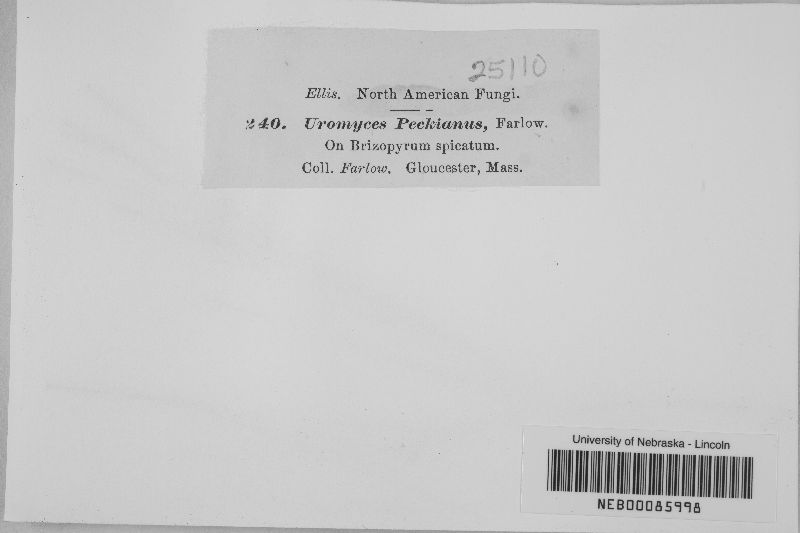 25110
Ellis. North American Fungi.
240. Uromyces Peckianus, Farlow.
On Brizopyrum spicatum.
Coll. Farlow. Gloucester, Mass.
University of Nebraska - Lincoln
NEB00085998